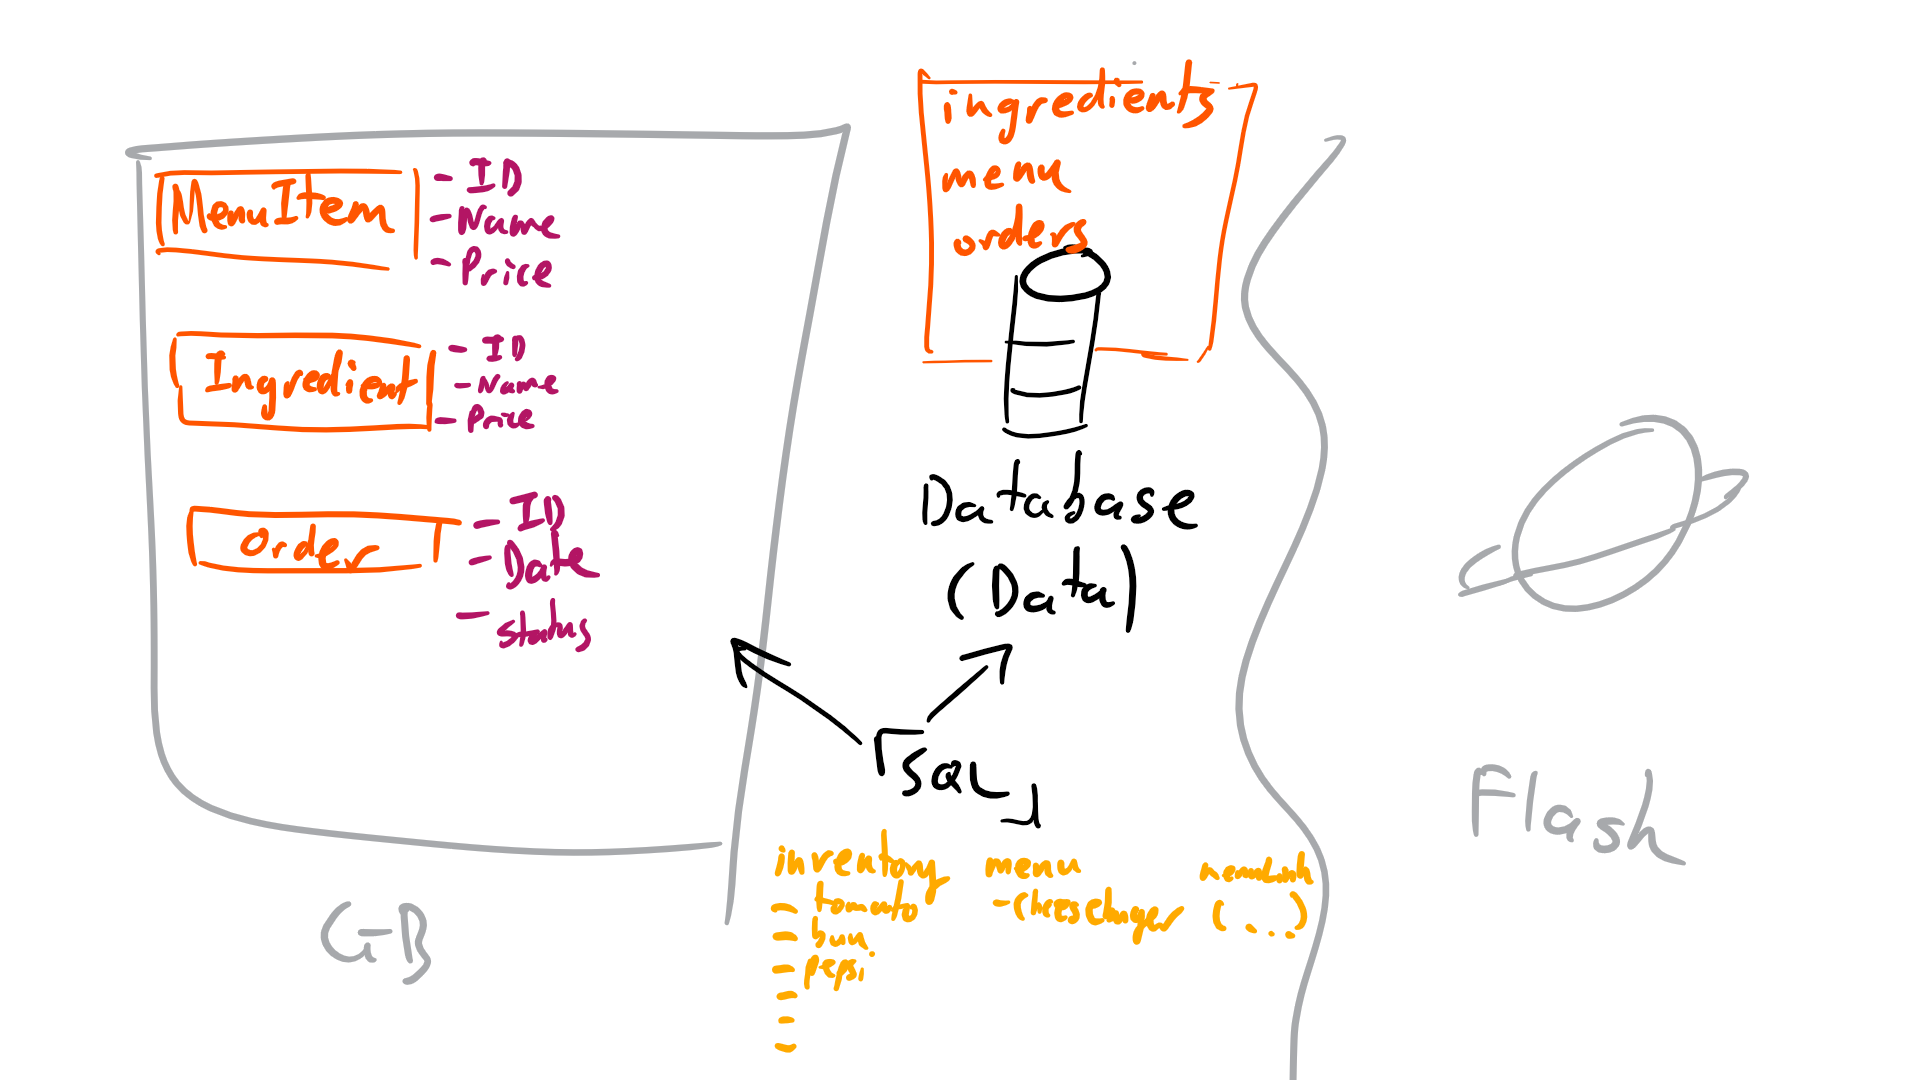 MenuItem
- ID
- Name
- Price
Ingredient
- ID
- Name
- Price
Order
- ID
- Date
- Status
GB
ingredients
menu
orders
Database
(Data)
「SQL」
inventory
- tomato
- bun
- pepsi
-
-
-
menu
- cheeseburger
menuLink
(...)
Flash